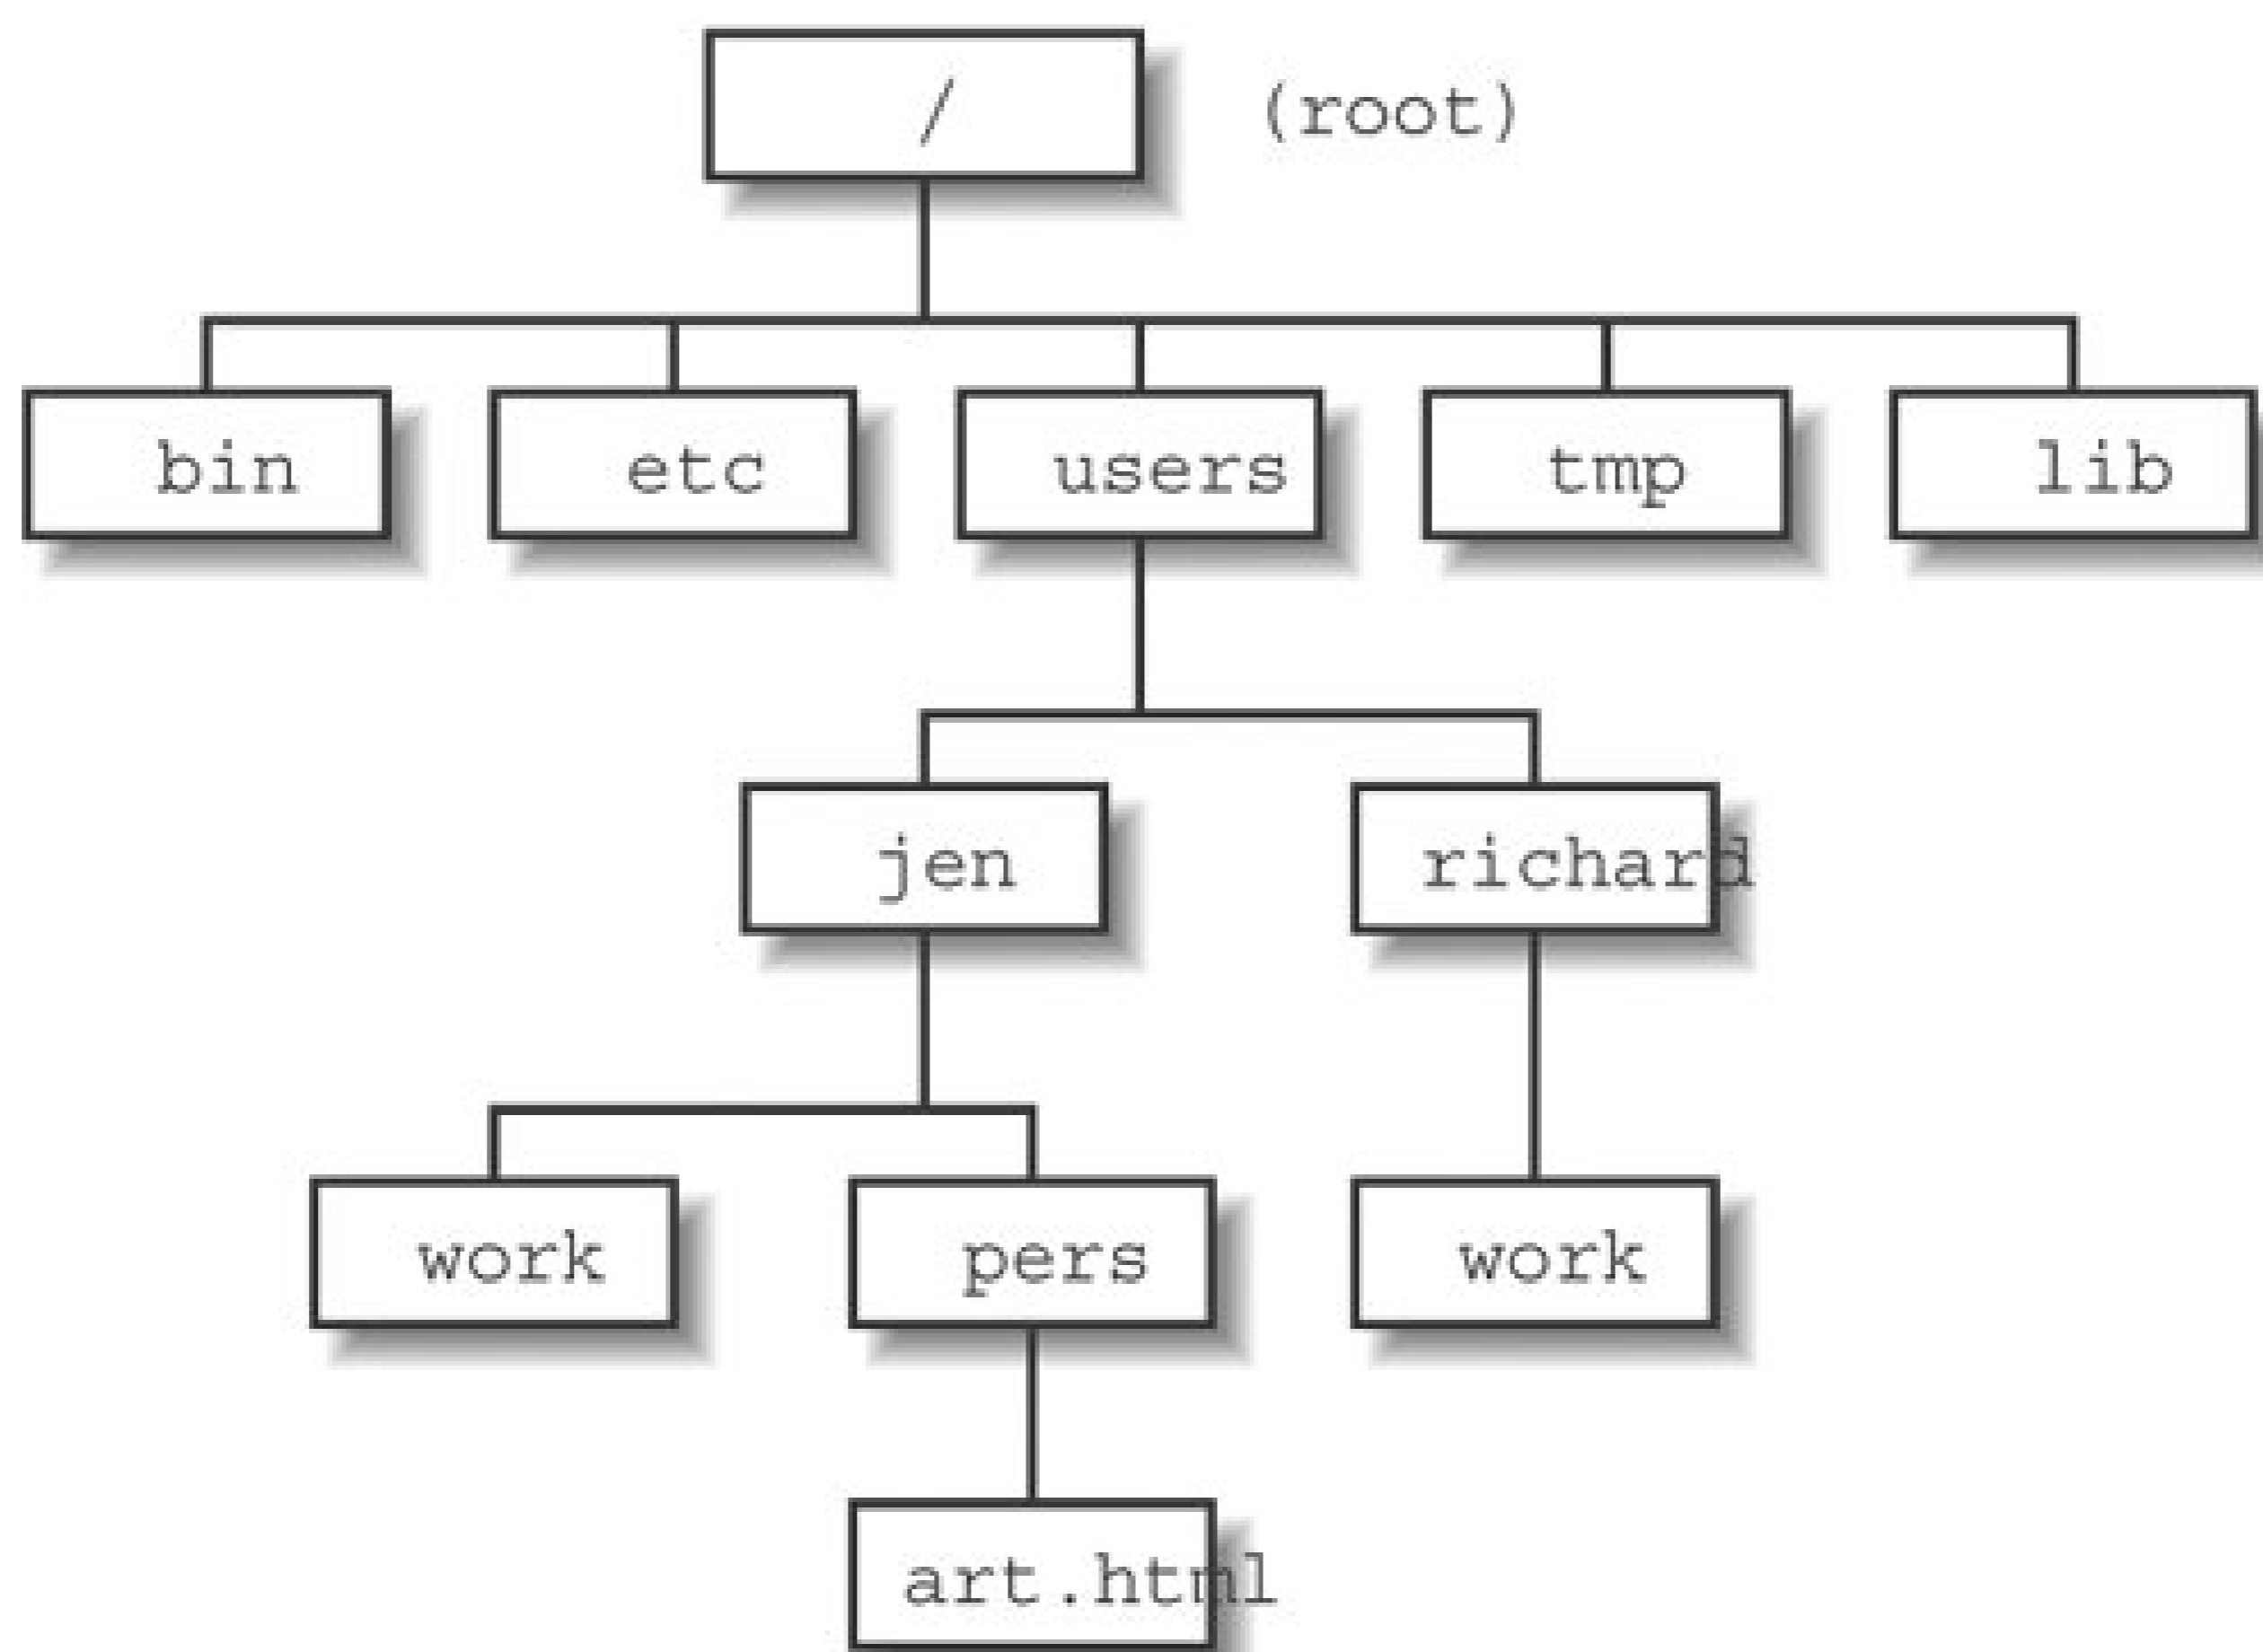 / (root)
bin etc users tmp lib
jen richard
work pers work
art.html